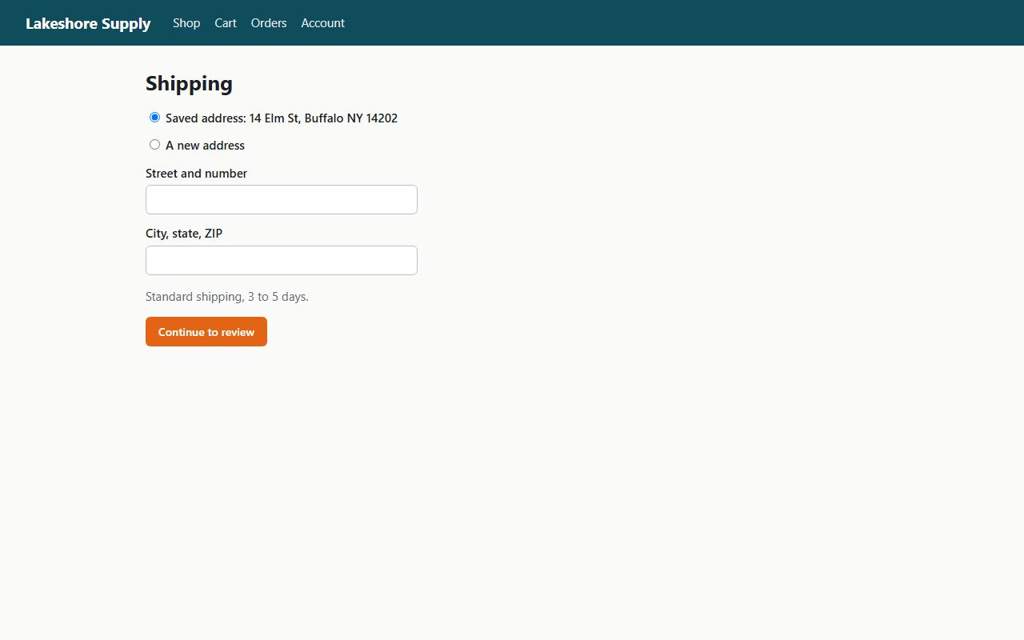 Lakeshore Supply Shop Cart Orders Account
Shipping
Saved address: 14 Elm St, Buffalo NY 14202
A new address
Street and number
City, state, ZIP
Standard shipping, 3 to 5 days.
Continue to review